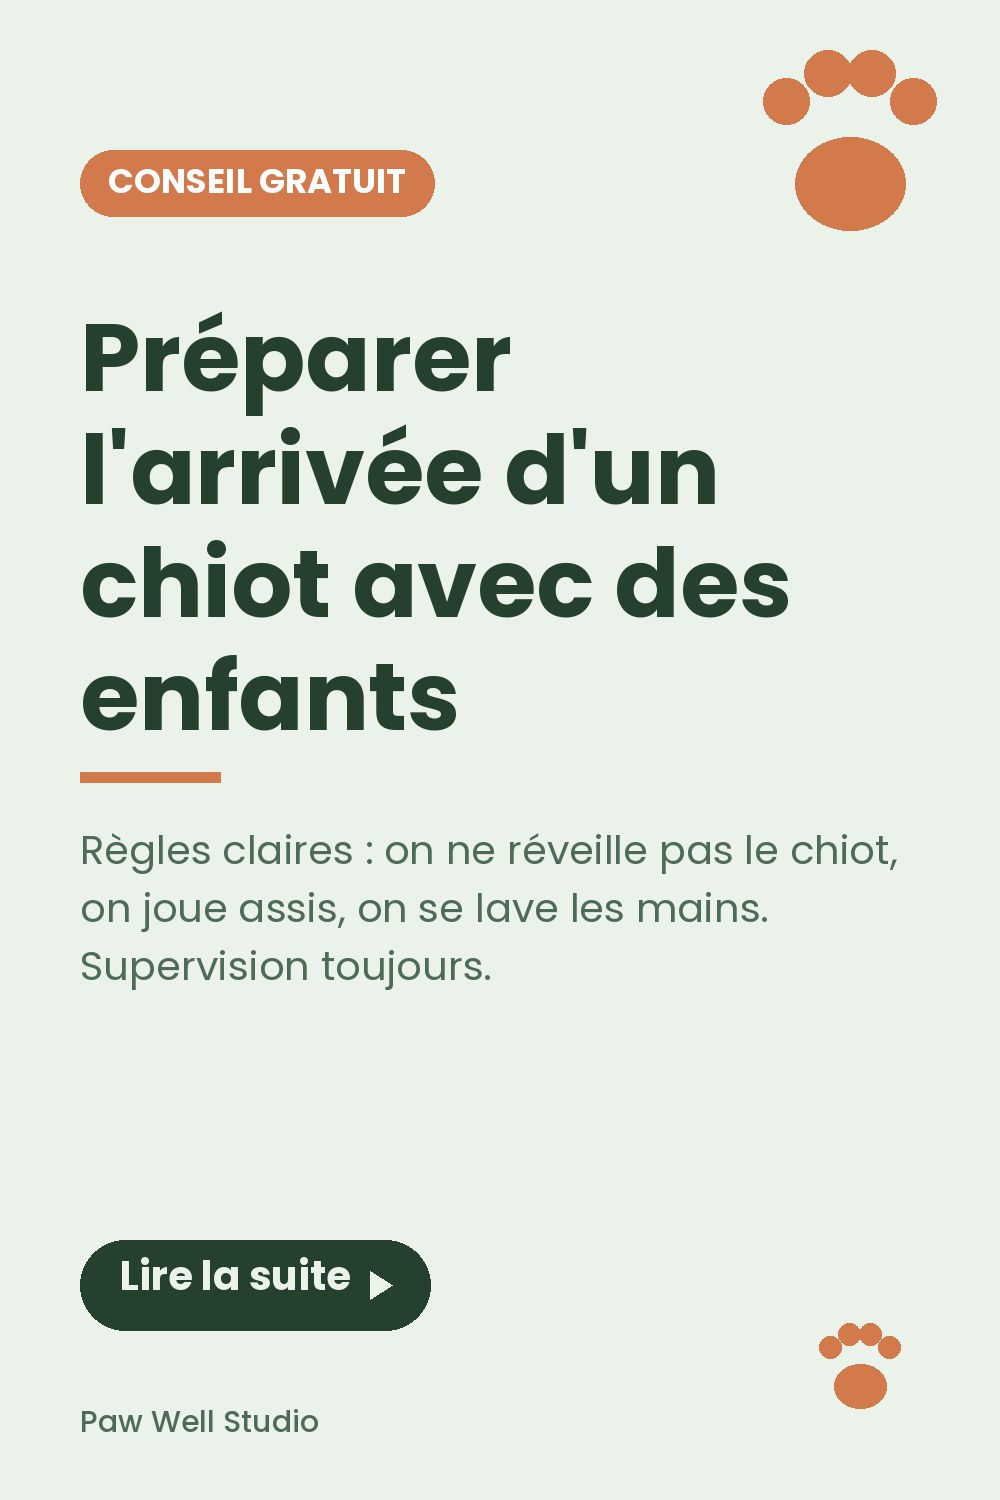 CONSEIL GRATUIT
Préparer
l'arrivée d'un
chiot avec des
enfants
Règles claires : on ne réveille pas le chiot,
on joue assis, on se lave les mains.
Supervision toujours.
Lire la suite
Paw Well Studio